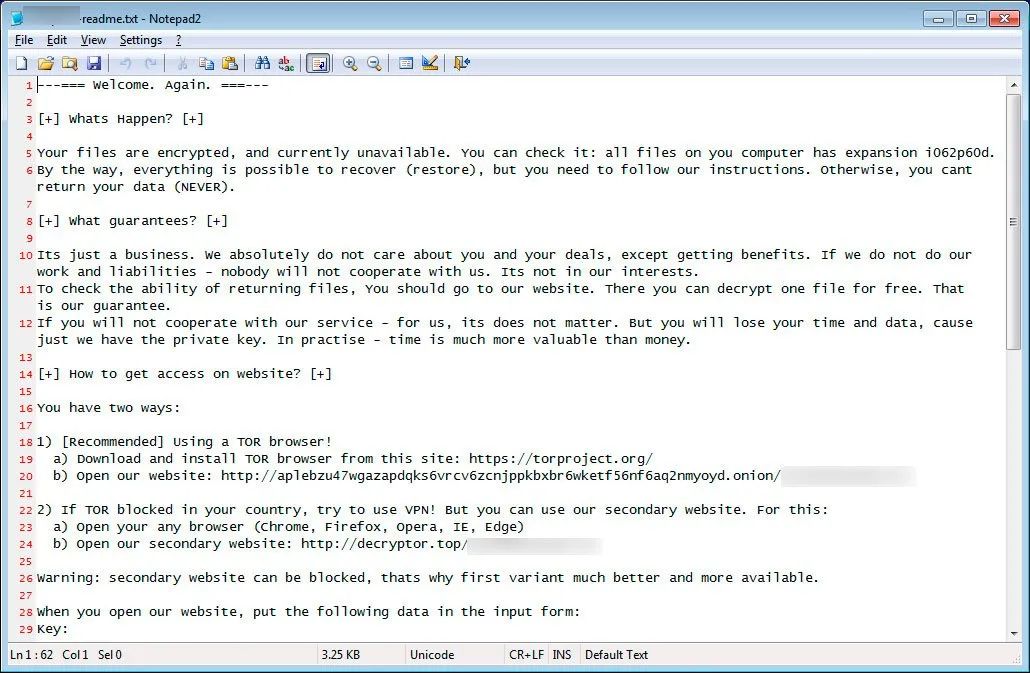 -readme.txt - Notepad2
File Edit View Settings ?
1 ---=== Welcome. Again. ===---
2
3 [+] Whats Happen? [+]
4
5 Your files are encrypted, and currently unavailable. You can check it: all files on you computer has expansion i062p60d.
6 By the way, everything is possible to recover (restore), but you need to follow our instructions. Otherwise, you cant
return your data (NEVER).
7
8 [+] What guarantees? [+]
9
10 Its just a business. We absolutely do not care about you and your deals, except getting benefits. If we do not do our
work and liabilities - nobody will not cooperate with us. Its not in our interests.
11 To check the ability of returning files, You should go to our website. There you can decrypt one file for free. That
is our guarantee.
12 If you will not cooperate with our service - for us, its does not matter. But you will lose your time and data, cause
just we have the private key. In practise - time is much more valuable than money.
13
14 [+] How to get access on website? [+]
15
16 You have two ways:
17
18 1) [Recommended] Using a TOR browser!
19 a) Download and install TOR browser from this site: https://torproject.org/
20 b) Open our website: http://aplebzu47wgazapdqks6vrcv6zcnjppkbxbr6wketf56nf6aq2nmyoyd.onion/
21
22 2) If TOR blocked in your country, try to use VPN! But you can use our secondary website. For this:
23 a) Open your any browser (Chrome, Firefox, Opera, IE, Edge)
24 b) Open our secondary website: http://decryptor.top/
25
26 Warning: secondary website can be blocked, thats why first variant much better and more available.
27
28 When you open our website, put the following data in the input form:
29 Key:
Ln 1 : 62 Col 1 Sel 0 3.25 KB Unicode CR+LF INS Default Text